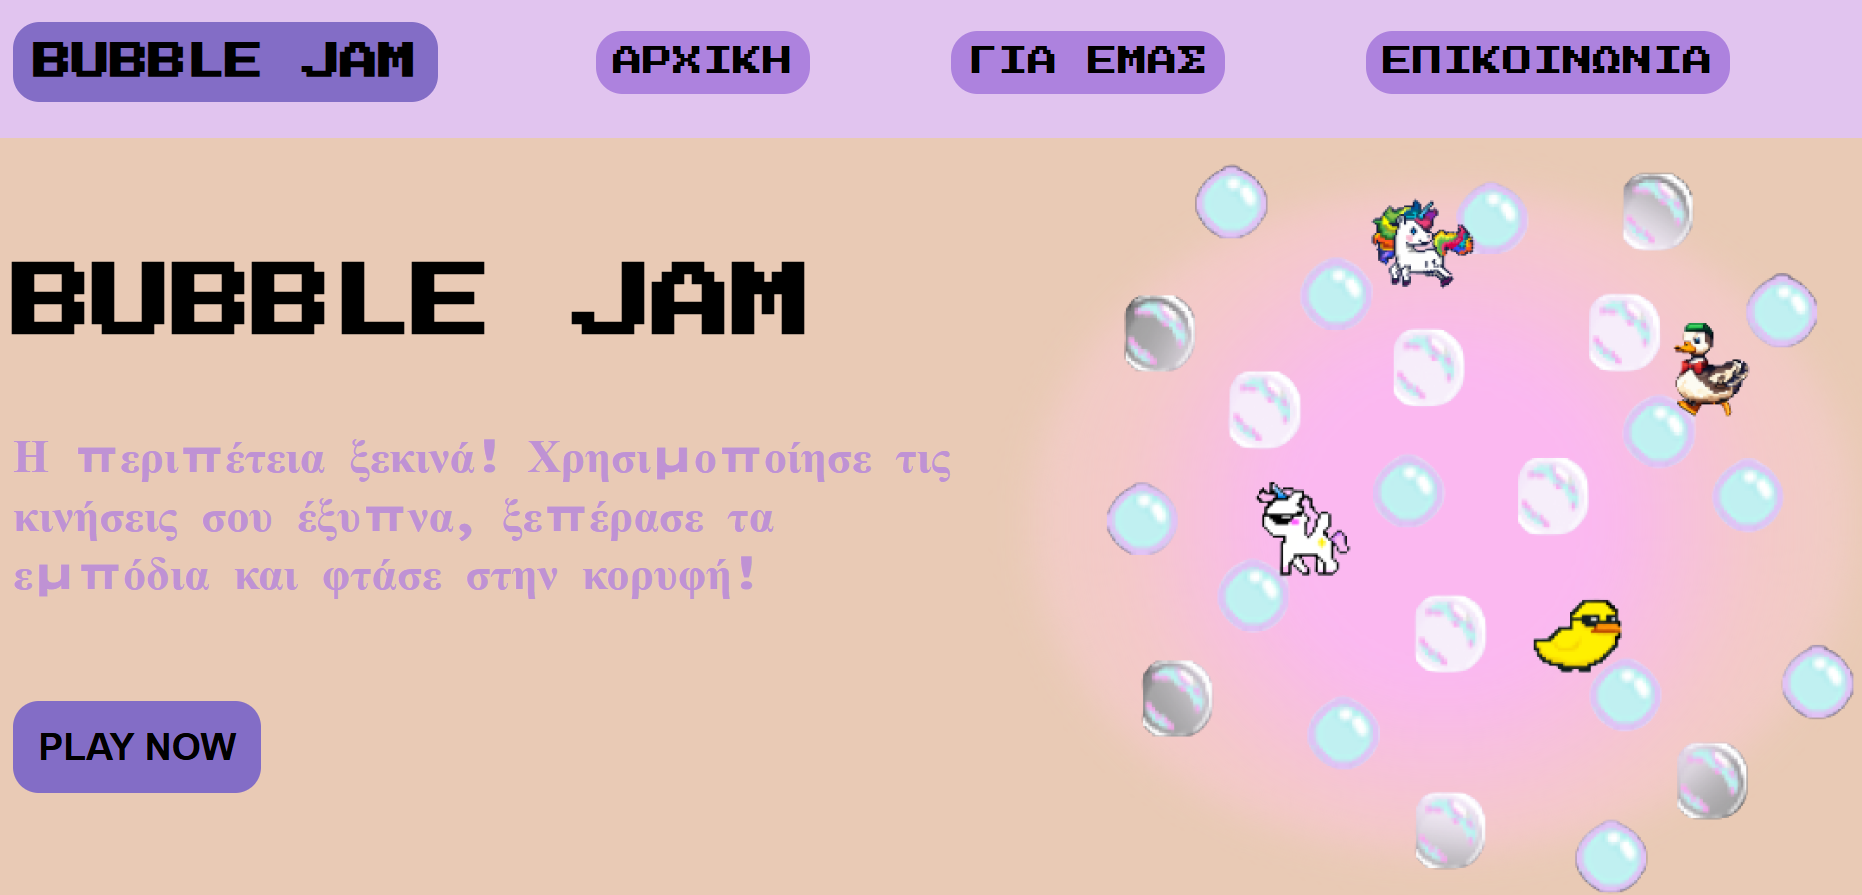 BUBBLE JAM
ΑΡΧΙΚΗ
ΓΙΑ ΕΜΑΣ
ΕΠΙΚΟΙΝΩΝΙΑ
BUBBLE JAM
Η περιπέτεια ξεκινά! Χρησιμοποίησε τις
κινήσεις σου έξυπνα, ξεπέρασε τα
εμπόδια και φτάσε στην κορυφή!
PLAY NOW